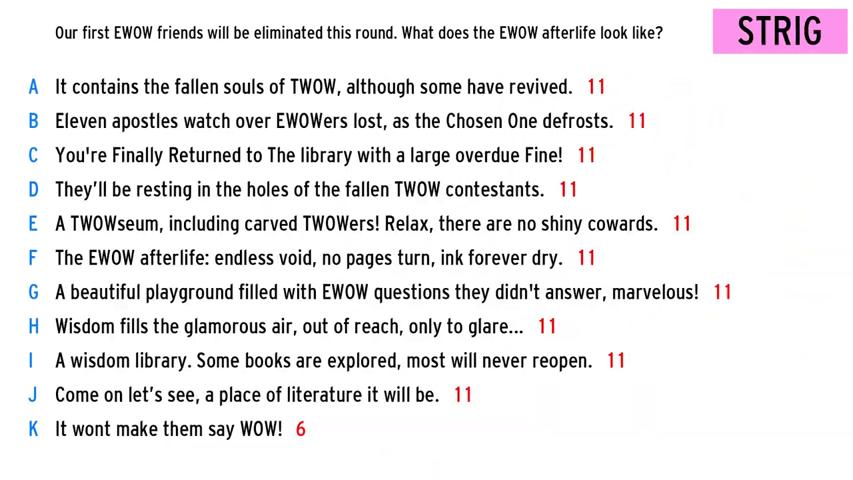 Our first EWOW friends will be eliminated this round. What does the EWOW afterlife look like?
STRIG
A It contains the fallen souls of TWOW, although some have revived. 11
B Eleven apostles watch over EWOWers lost, as the Chosen One defrosts. 11
C You're Finally Returned to The library with a large overdue Fine! 11
D They’ll be resting in the holes of the fallen TWOW contestants. 11
E A TWOWseum, including carved TWOWers! Relax, there are no shiny cowards. 11
F The EWOW afterlife: endless void, no pages turn, ink forever dry. 11
G A beautiful playground filled with EWOW questions they didn't answer, marvelous! 11
H Wisdom fills the glamorous air, out of reach, only to glare... 11
I A wisdom library. Some books are explored, most will never reopen. 11
J Come on let’s see, a place of literature it will be. 11
K It wont make them say WOW! 6